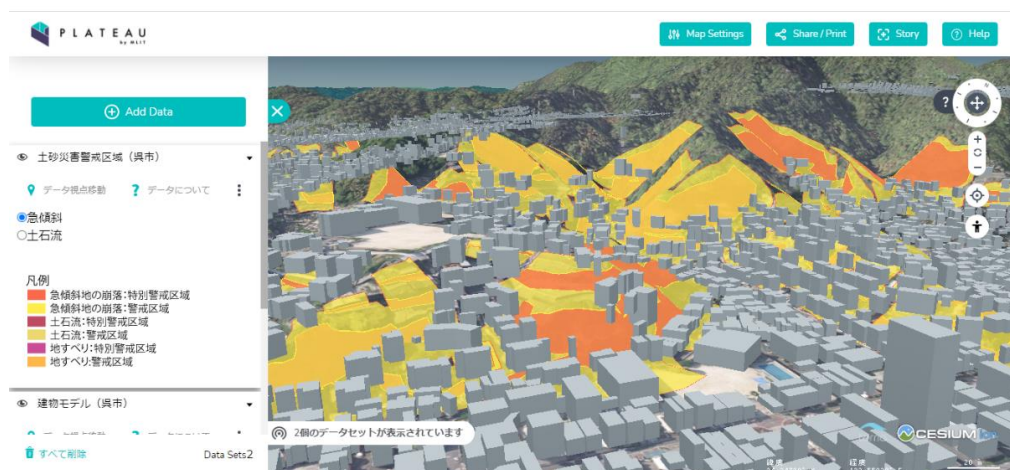 PLATEAU
by MLIT
Map Settings
Share / Print
Story
Help
Add Data
土砂災害警戒区域（呉市）
データ視点移動
? データについて
急傾斜
土石流
凡例
急傾斜地の崩落:特別警戒区域
急傾斜地の崩落:警戒区域
土石流:特別警戒区域
土石流:警戒区域
地すべり:特別警戒区域
地すべり:警戒区域
建物モデル（呉市）
すべて削除
Data Sets2
2個のデータセットが表示されています
?
CESIUM ion
緯度
経度